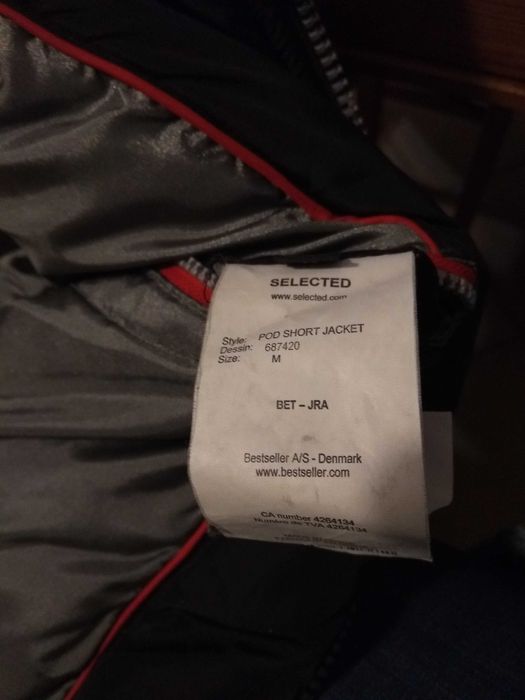 SELECTED
www.selected.com
Style: POD SHORT JACKET
Dessin: 687420
Size: M
BET – JRA
Bestseller A/S - Denmark
www.bestseller.com
CA number 4264134
Numéro de TVA 4264134